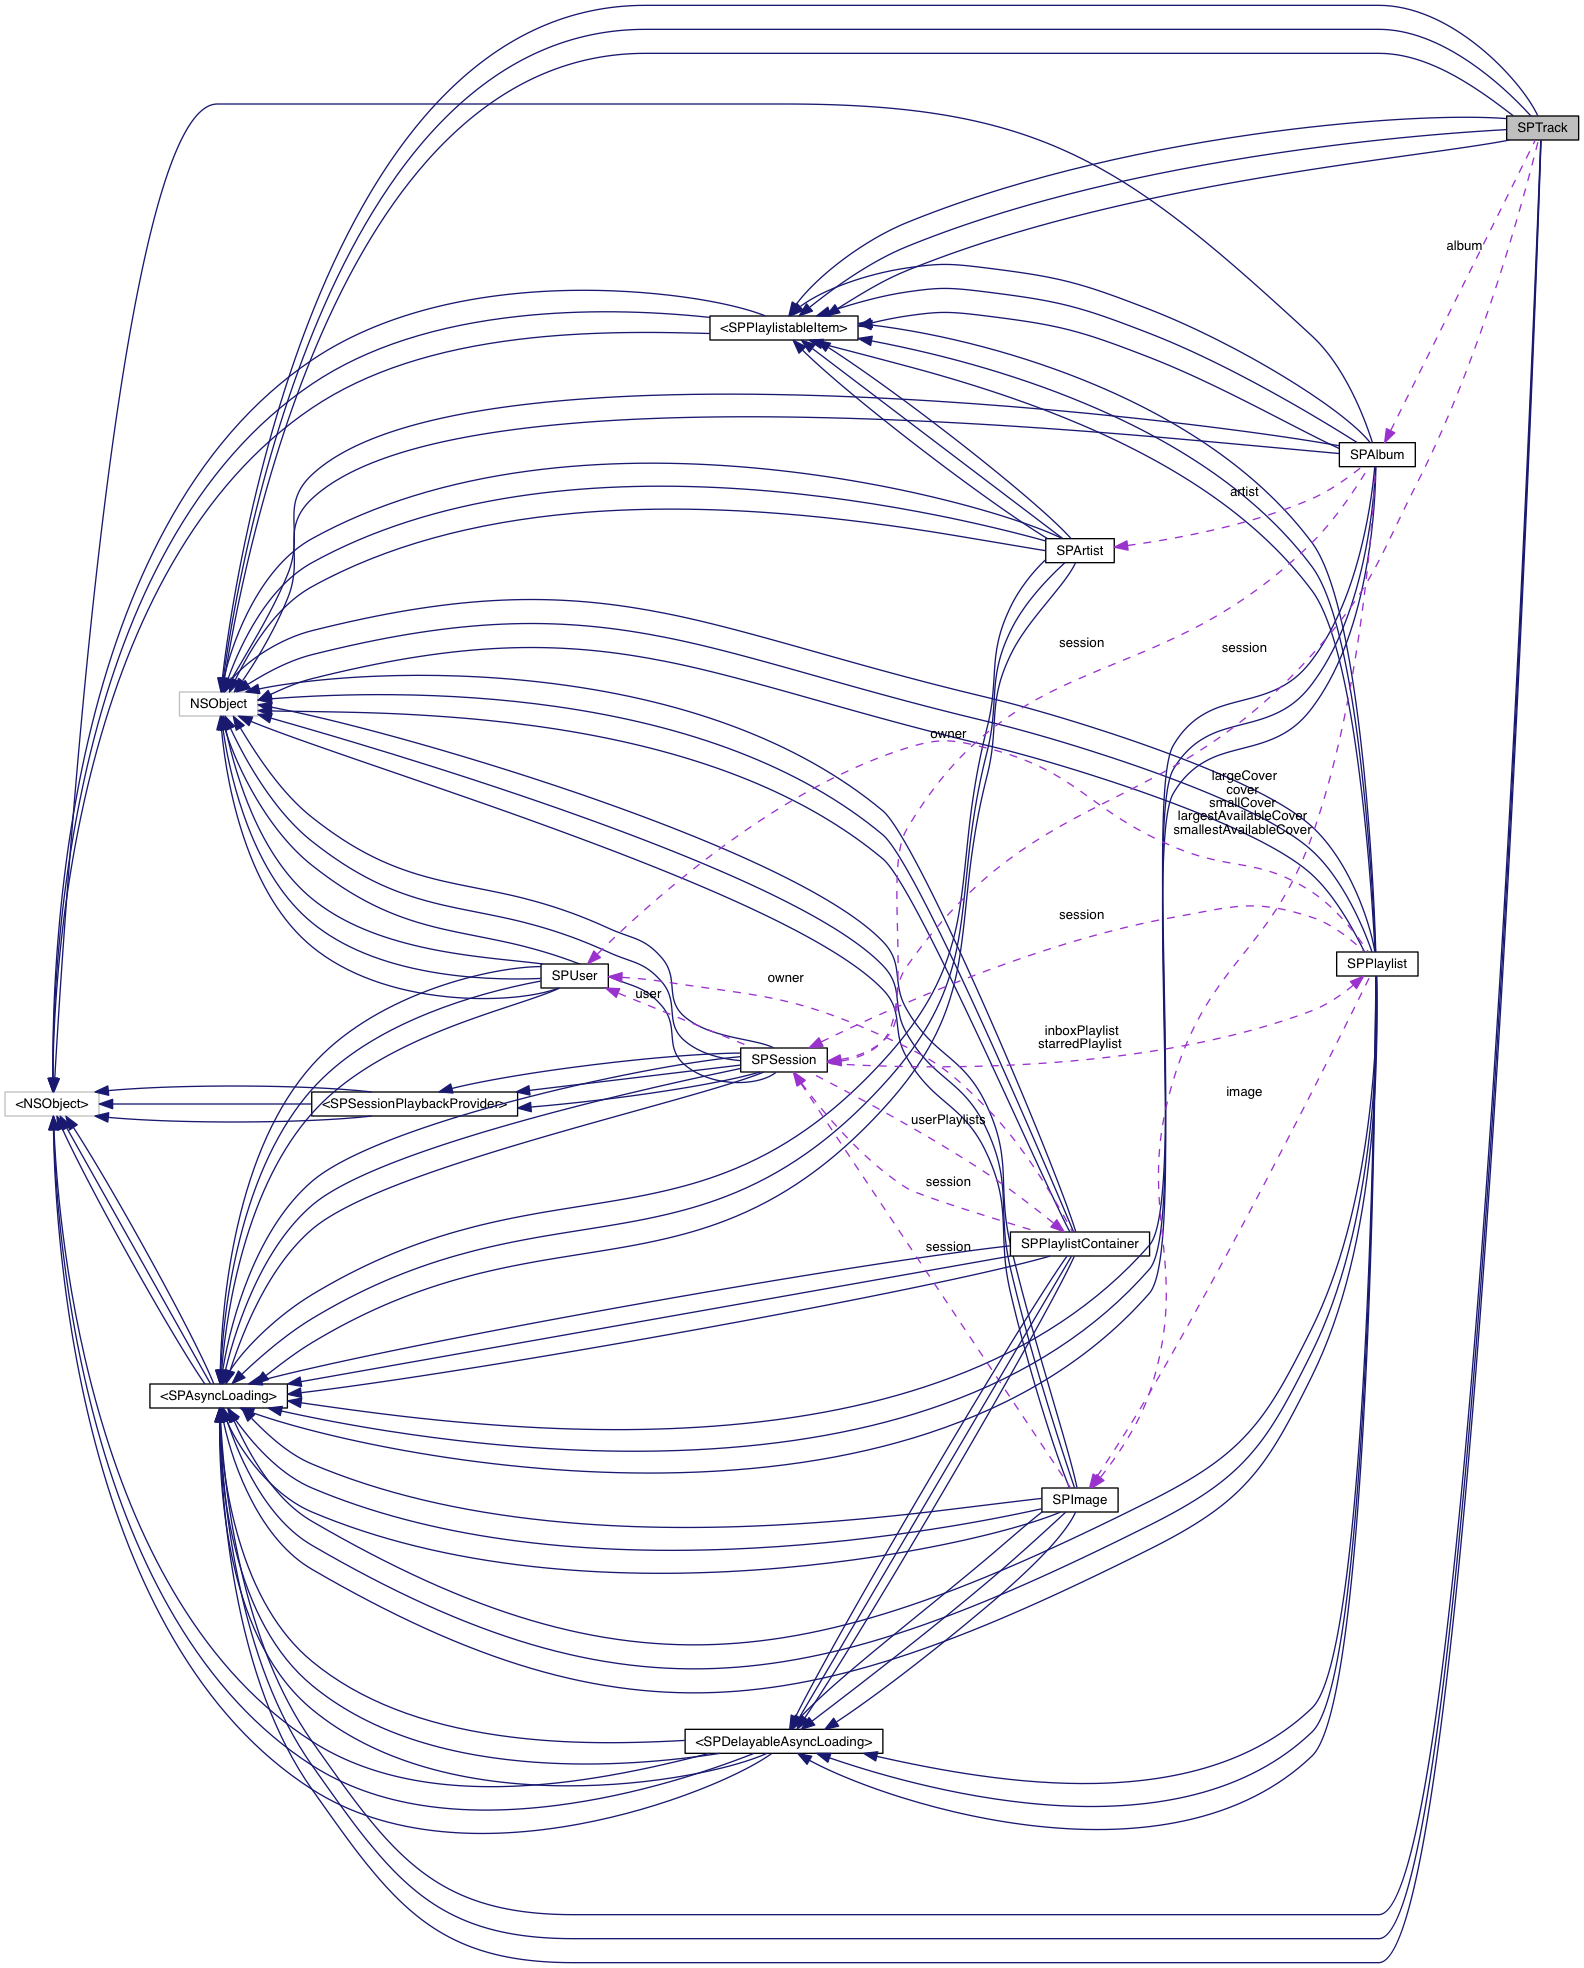 SPTrack
album
<SPPlaylistableItem>
SPAlbum
artist
SPArtist
session
session
NSObject
owner
largeCover
cover
smallCover
largestAvailableCover
smallestAvailableCover
session
SPPlaylist
SPUser
owner
user
inboxPlaylist
starredPlaylist
SPSession
image
<NSObject>
<SPSessionPlaybackProvider>
userPlaylists
session
SPPlaylistContainer
session
<SPAsyncLoading>
SPImage
<SPDelayableAsyncLoading>